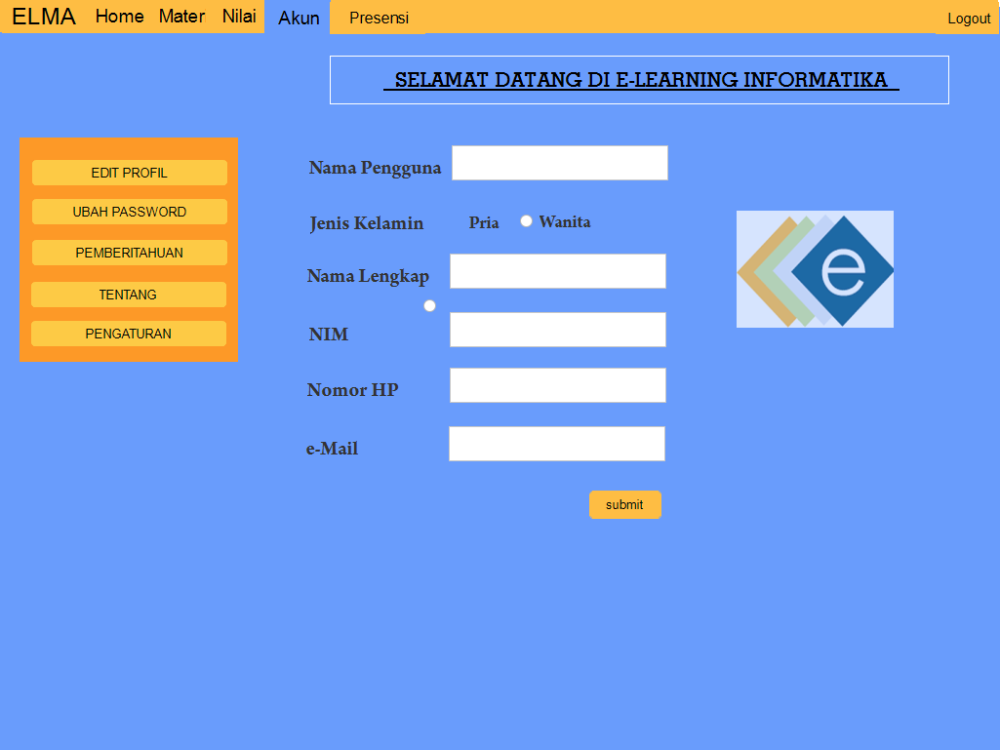 ELMA Home Mater Nilai Akun Presensi Logout
SELAMAT DATANG DI E-LEARNING INFORMATIKA
EDIT PROFIL
UBAH PASSWORD
PEMBERITAHUAN
TENTANG
PENGATURAN
Nama Pengguna
Jenis Kelamin Pria Wanita
Nama Lengkap
NIM
Nomor HP
e-Mail
submit
e